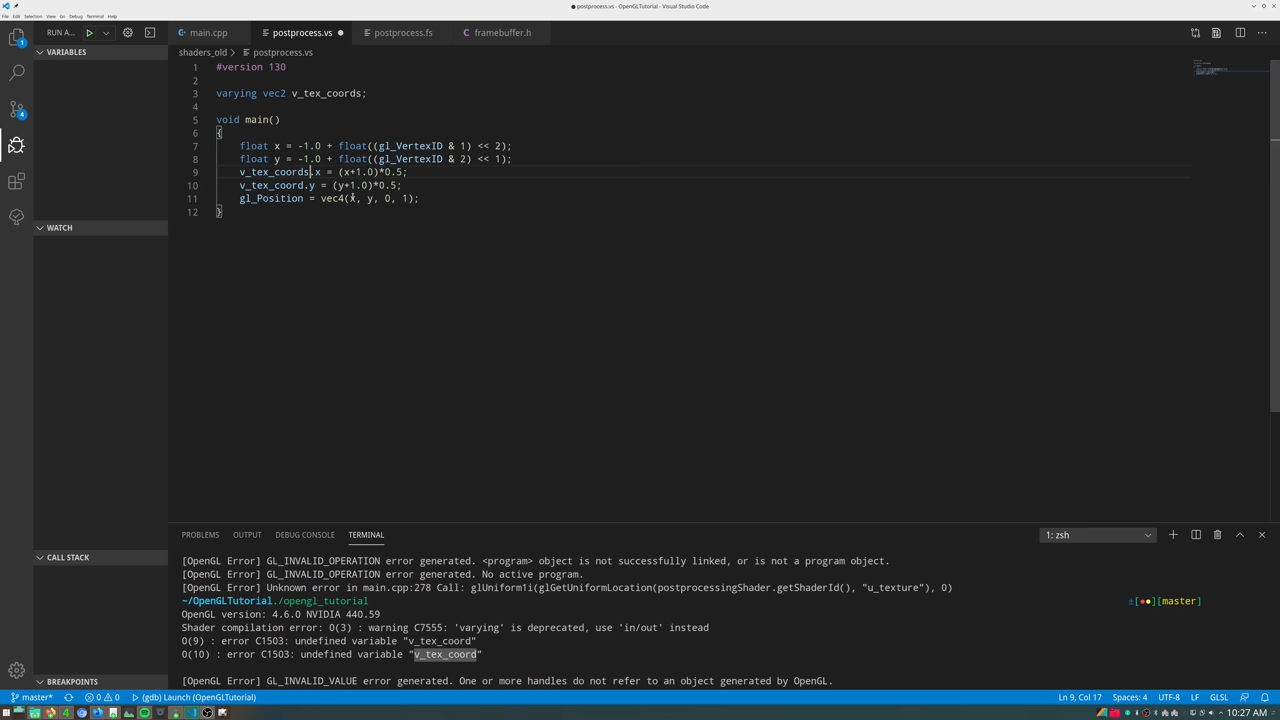 ● postprocess.vs - OpenGLTutorial - Visual Studio Code
File Edit Selection View Go Debug Terminal Help
RUN A...
main.cpp
postprocess.vs ●
postprocess.fs
framebuffer.h
VARIABLES
shaders_old > postprocess.vs
1 #version 130
2
3 varying vec2 v_tex_coords;
4
5 void main()
6 {
7 float x = -1.0 + float((gl_VertexID & 1) << 2);
8 float y = -1.0 + float((gl_VertexID & 2) << 1);
9 v_tex_coords.x = (x+1.0)*0.5;
10 v_tex_coord.y = (y+1.0)*0.5;
11 gl_Position = vec4(x, y, 0, 1);
12 }
WATCH
CALL STACK
BREAKPOINTS
PROBLEMS OUTPUT DEBUG CONSOLE TERMINAL
1: zsh
[OpenGL Error] GL_INVALID_OPERATION error generated. <program> object is not successfully linked, or is not a program object.
[OpenGL Error] GL_INVALID_OPERATION error generated. No active program.
[OpenGL Error] Unknown error in main.cpp:278 Call: glUniform1i(glGetUniformLocation(postprocessingShader.getShaderId(), "u_texture"), 0)
~/OpenGLTutorial./opengl_tutorial ±[●●][master]
OpenGL version: 4.6.0 NVIDIA 440.59
Shader compilation error: 0(3) : warning C7555: 'varying' is deprecated, use 'in/out' instead
0(9) : error C1503: undefined variable "v_tex_coord"
0(10) : error C1503: undefined variable "v_tex_coord"
[OpenGL Error] GL_INVALID_VALUE error generated. One or more handles do not refer to an object generated by OpenGL.
master* 0 0 (gdb) Launch (OpenGLTutorial) Ln 9, Col 17 Spaces: 4 UTF-8 LF GLSL
10:27 AM